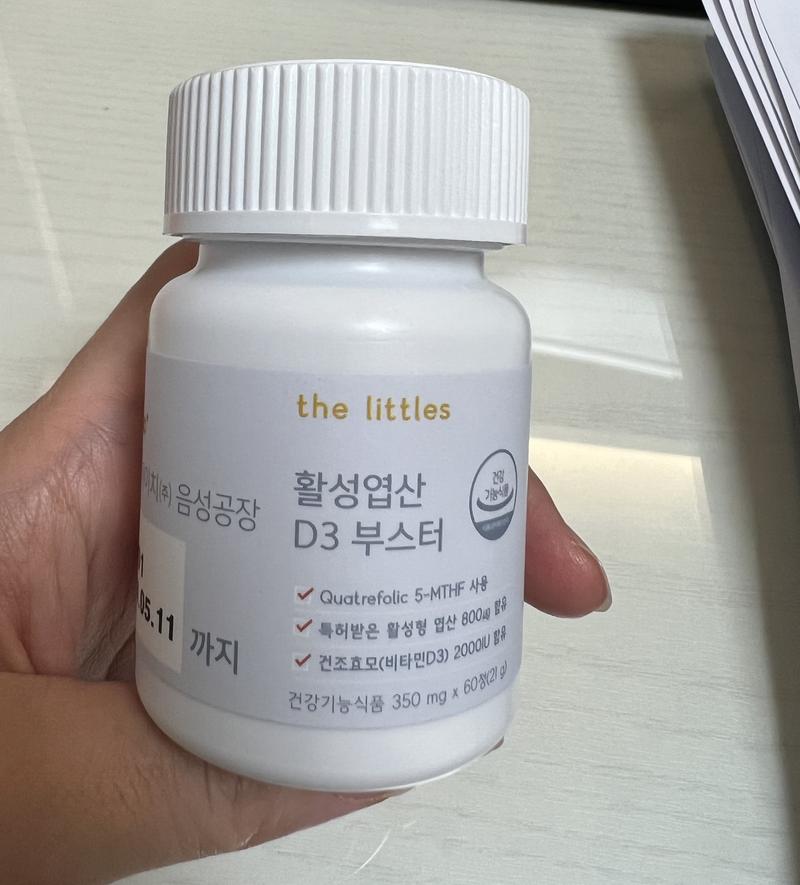 the littles
활성엽산
D3 부스터
건강
기능식품
Quatrefolic 5-MTHF 사용
특허받은 활성형 엽산 800㎍ 함유
건조효모(비타민D3) 2000IU 함유
건강기능식품 350 mg x 60정(21 g)
이치(주) 음성공장
.05.11 까지